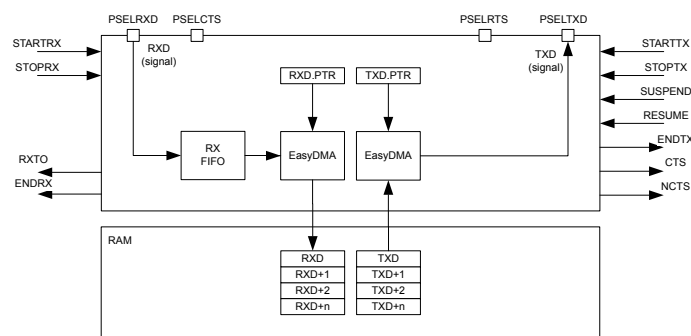 PSELRXD
PSELCTS
PSELRTS
PSELTXD
STARTRX
STOPRX
RXD
(signal)
TXD
(signal)
STARTTX
STOPTX
SUSPEND
RESUME
RXD.PTR
TXD.PTR
RX
FIFO
EasyDMA
EasyDMA
RXTO
ENDRX
ENDTX
CTS
NCTS
RAM
RXD
RXD+1
RXD+2
RXD+n
TXD
TXD+1
TXD+2
TXD+n